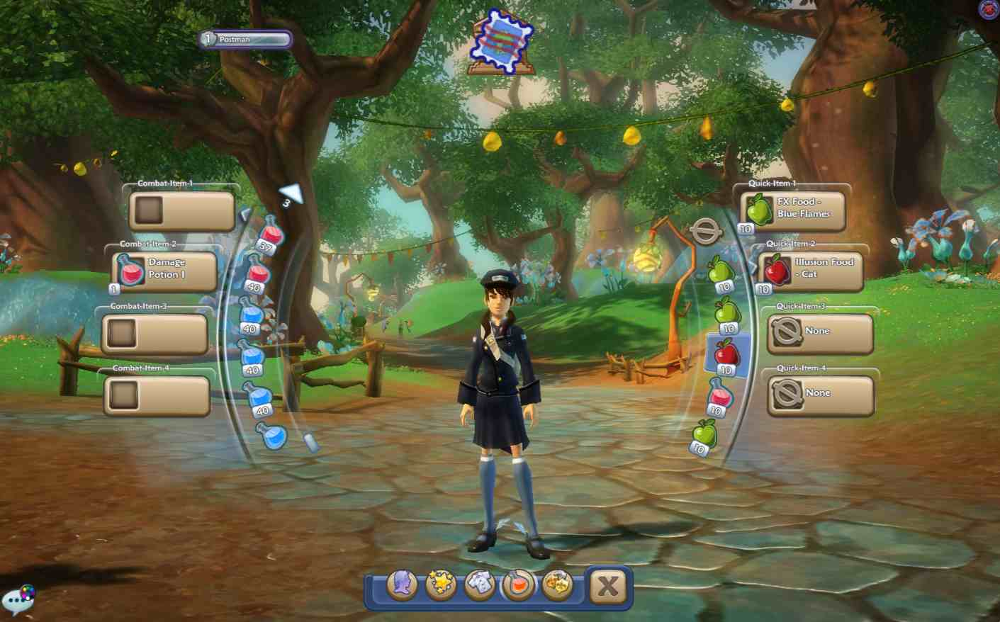 1 Postman
Combat Item 1
Combat Item 2
Damage
Potion 1
1
Combat Item 3
Combat Item 4
3
37
40
40
40
40
Quick Item 1
FX Food -
Blue Flames
10
Quick Item 2
Illusion Food
- Cat
10
Quick Item 3
None
Quick Item 4
None
10
10
10
10
10